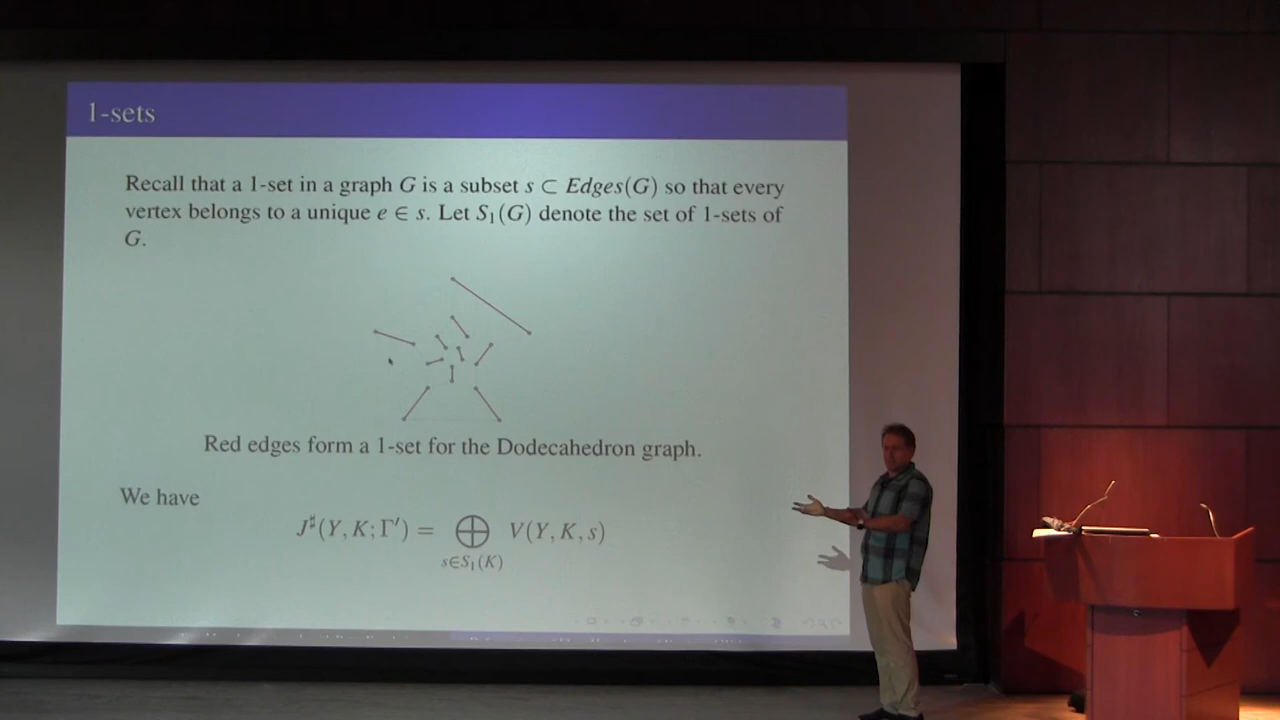 1-sets
Recall that a 1-set in a graph G is a subset s ⊂ Edges(G) so that every
vertex belongs to a unique e ∈ s. Let S₁(G) denote the set of 1-sets of
G.
Red edges form a 1-set for the Dodecahedron graph.
We have
J♯(Y, K; Γ′) = ⊕ V(Y, K, s)
s∈S₁(K)